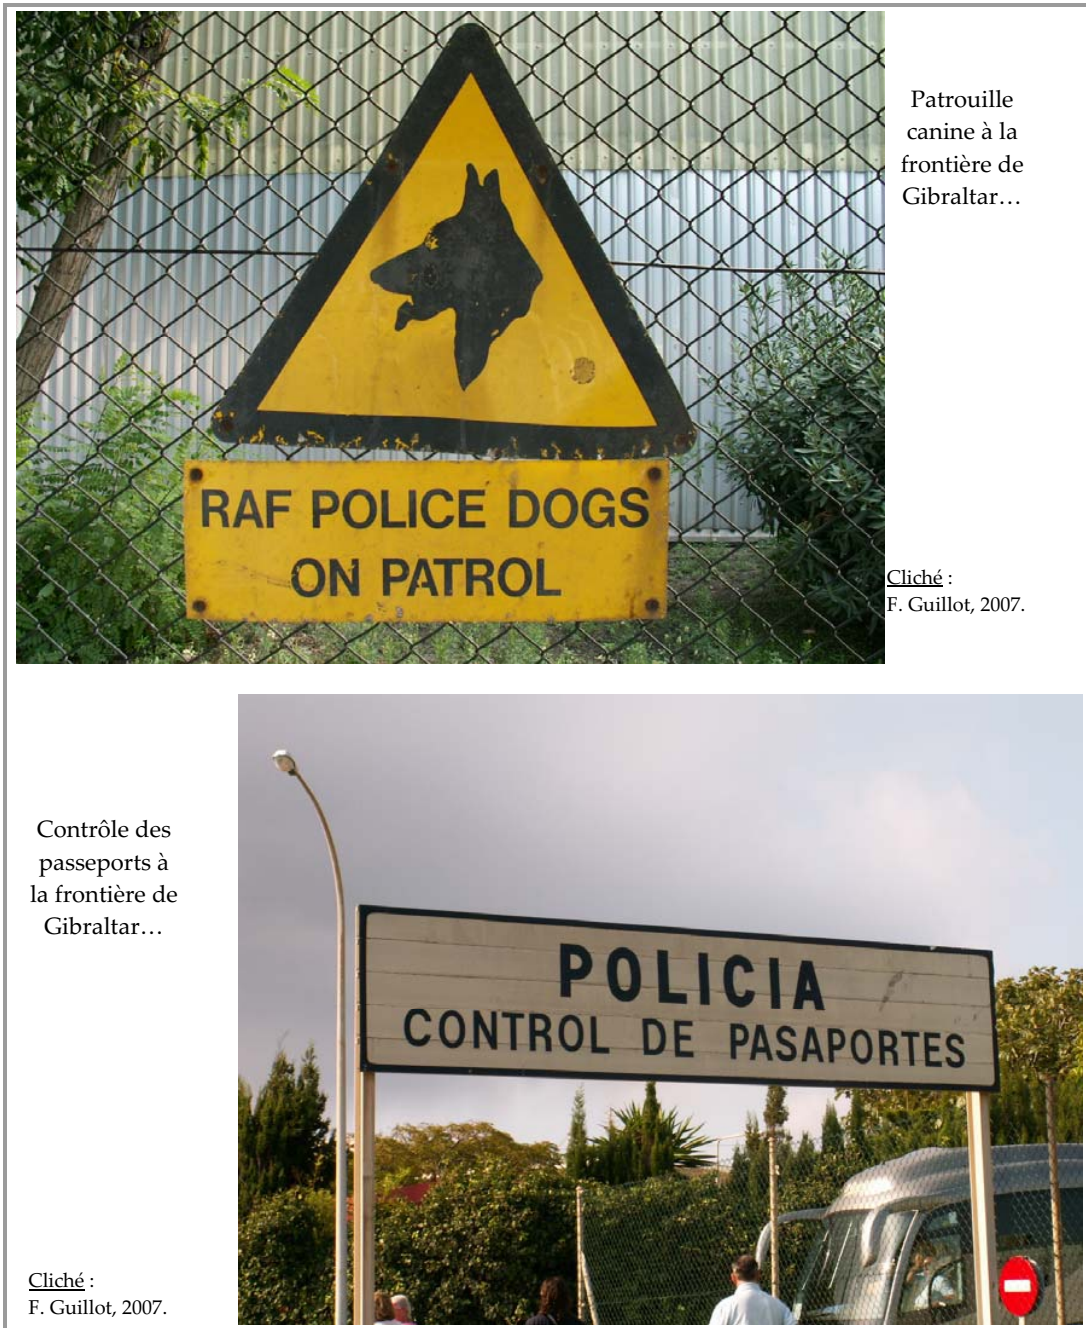 Patrouille
canine à la
frontière de
Gibraltar…
RAF POLICE DOGS
ON PATROL
Cliché :
F. Guillot, 2007.
Contrôle des
passeports à
la frontière de
Gibraltar…
POLICIA
CONTROL DE PASAPORTES
Cliché :
F. Guillot, 2007.